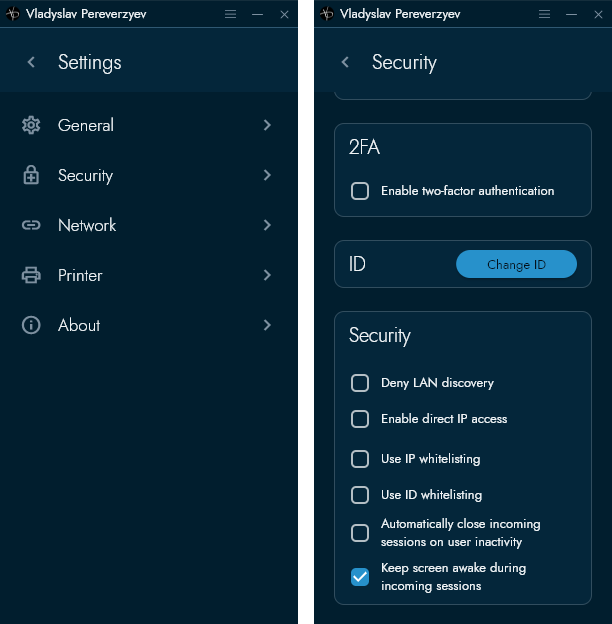 Vladyslav Pereverzyev
Settings
General
Security
Network
Printer
About
Vladyslav Pereverzyev
Security
2FA
Enable two-factor authentication
ID
Change ID
Security
Deny LAN discovery
Enable direct IP access
Use IP whitelisting
Use ID whitelisting
Automatically close incoming
sessions on user inactivity
Keep screen awake during
incoming sessions